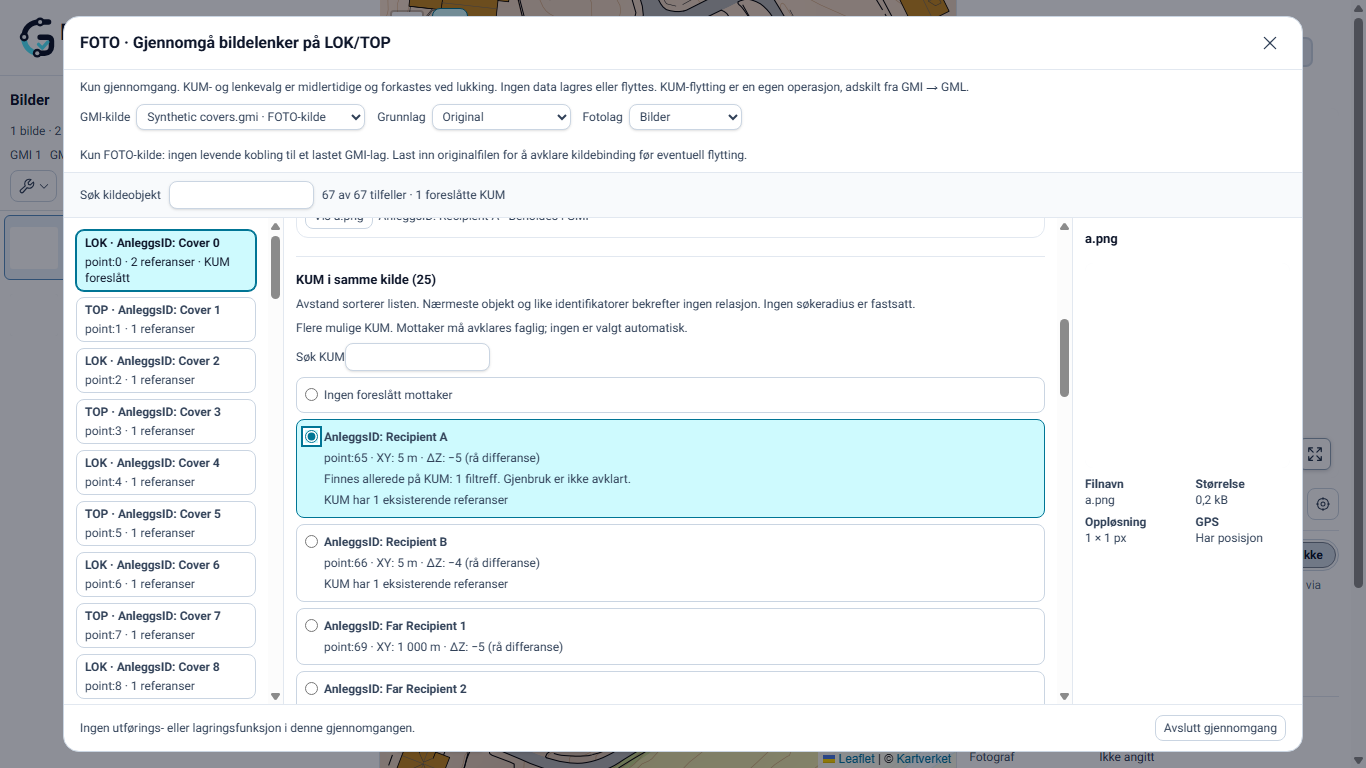 FOTO · Gjennomgå bildelenker på LOK/TOP
Kun gjennomgang. KUM- og lenkevalg er midlertidige og forkastes ved lukking. Ingen data lagres eller flyttes. KUM-flytting er en egen operasjon, adskilt fra GMI → GML.
GMI-kilde Synthetic covers.gmi · FOTO-kilde Grunnlag Original Fotolag Bilder
Kun FOTO-kilde: ingen levende kobling til et lastet GMI-lag. Last inn originalfilen for å avklare kildebinding før eventuell flytting.
Søk kildeobjekt 67 av 67 tilfeller · 1 foreslåtte KUM
Bilder
1 bilde · 2
GMI 1 GM
LOK · AnleggsID: Cover 0
point:0 · 2 referanser · KUM
foreslått
TOP · AnleggsID: Cover 1
point:1 · 1 referanser
LOK · AnleggsID: Cover 2
point:2 · 1 referanser
TOP · AnleggsID: Cover 3
point:3 · 1 referanser
LOK · AnleggsID: Cover 4
point:4 · 1 referanser
TOP · AnleggsID: Cover 5
point:5 · 1 referanser
LOK · AnleggsID: Cover 6
point:6 · 1 referanser
TOP · AnleggsID: Cover 7
point:7 · 1 referanser
LOK · AnleggsID: Cover 8
point:8 · 1 referanser
KUM i samme kilde (25)
Avstand sorterer listen. Nærmeste objekt og like identifikatorer bekrefter ingen relasjon. Ingen søkeradius er fastsatt.
Flere mulige KUM. Mottaker må avklares faglig; ingen er valgt automatisk.
Søk KUM
Ingen foreslått mottaker
AnleggsID: Recipient A
point:65 · XY: 5 m · ΔZ: −5 (rå differanse)
Finnes allerede på KUM: 1 filtreff. Gjenbruk er ikke avklart.
KUM har 1 eksisterende referanser
AnleggsID: Recipient B
point:66 · XY: 5 m · ΔZ: −4 (rå differanse)
KUM har 1 eksisterende referanser
AnleggsID: Far Recipient 1
point:69 · XY: 1 000 m · ΔZ: −5 (rå differanse)
AnleggsID: Far Recipient 2
a.png
Filnavn Størrelse
a.png 0,2 kB
Oppløsning GPS
1 × 1 px Har posisjon
kke
via
Ingen utførings- eller lagringsfunksjon i denne gjennomgangen.
Avslutt gjennomgang
Leaflet | © Kartverket
Fotograf Ikke angitt